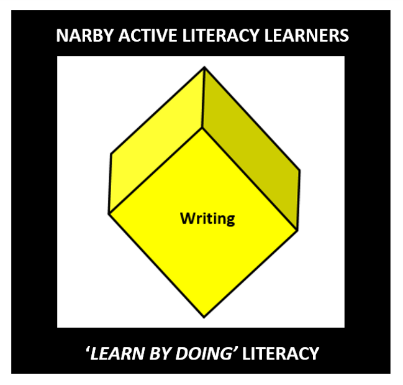 NARBY ACTIVE LITERACY LEARNERS
Writing
‘LEARN BY DOING’ LITERACY